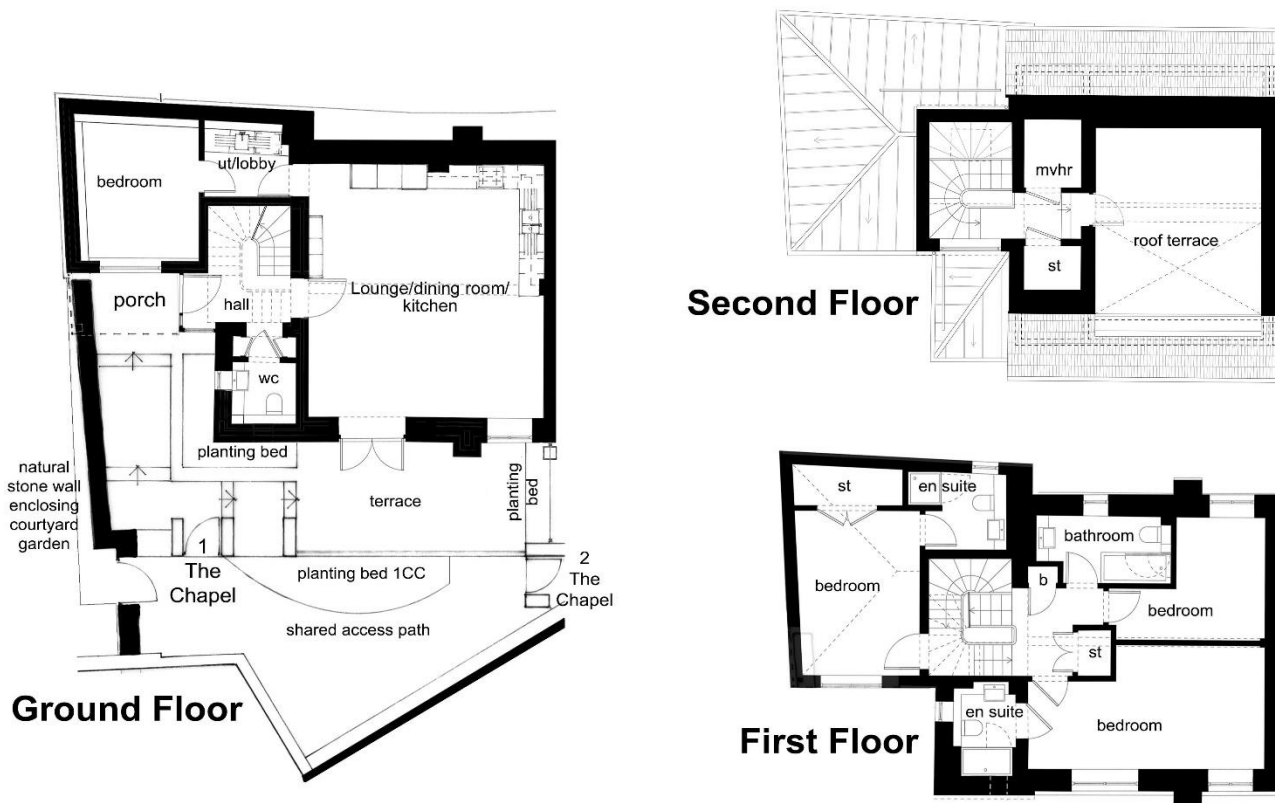 bedroom
ut/lobby
porch
hall
Lounge/dining room/
kitchen
wc
planting bed
natural
stone wall
enclosing
courtyard
garden
terrace
planting
bed
1
The
Chapel
planting bed 1CC
2
The
Chapel
shared access path
Ground Floor
mvhr
roof terrace
st
Second Floor
st
en suite
bathroom
bedroom
b
bedroom
st
en suite
bedroom
First Floor